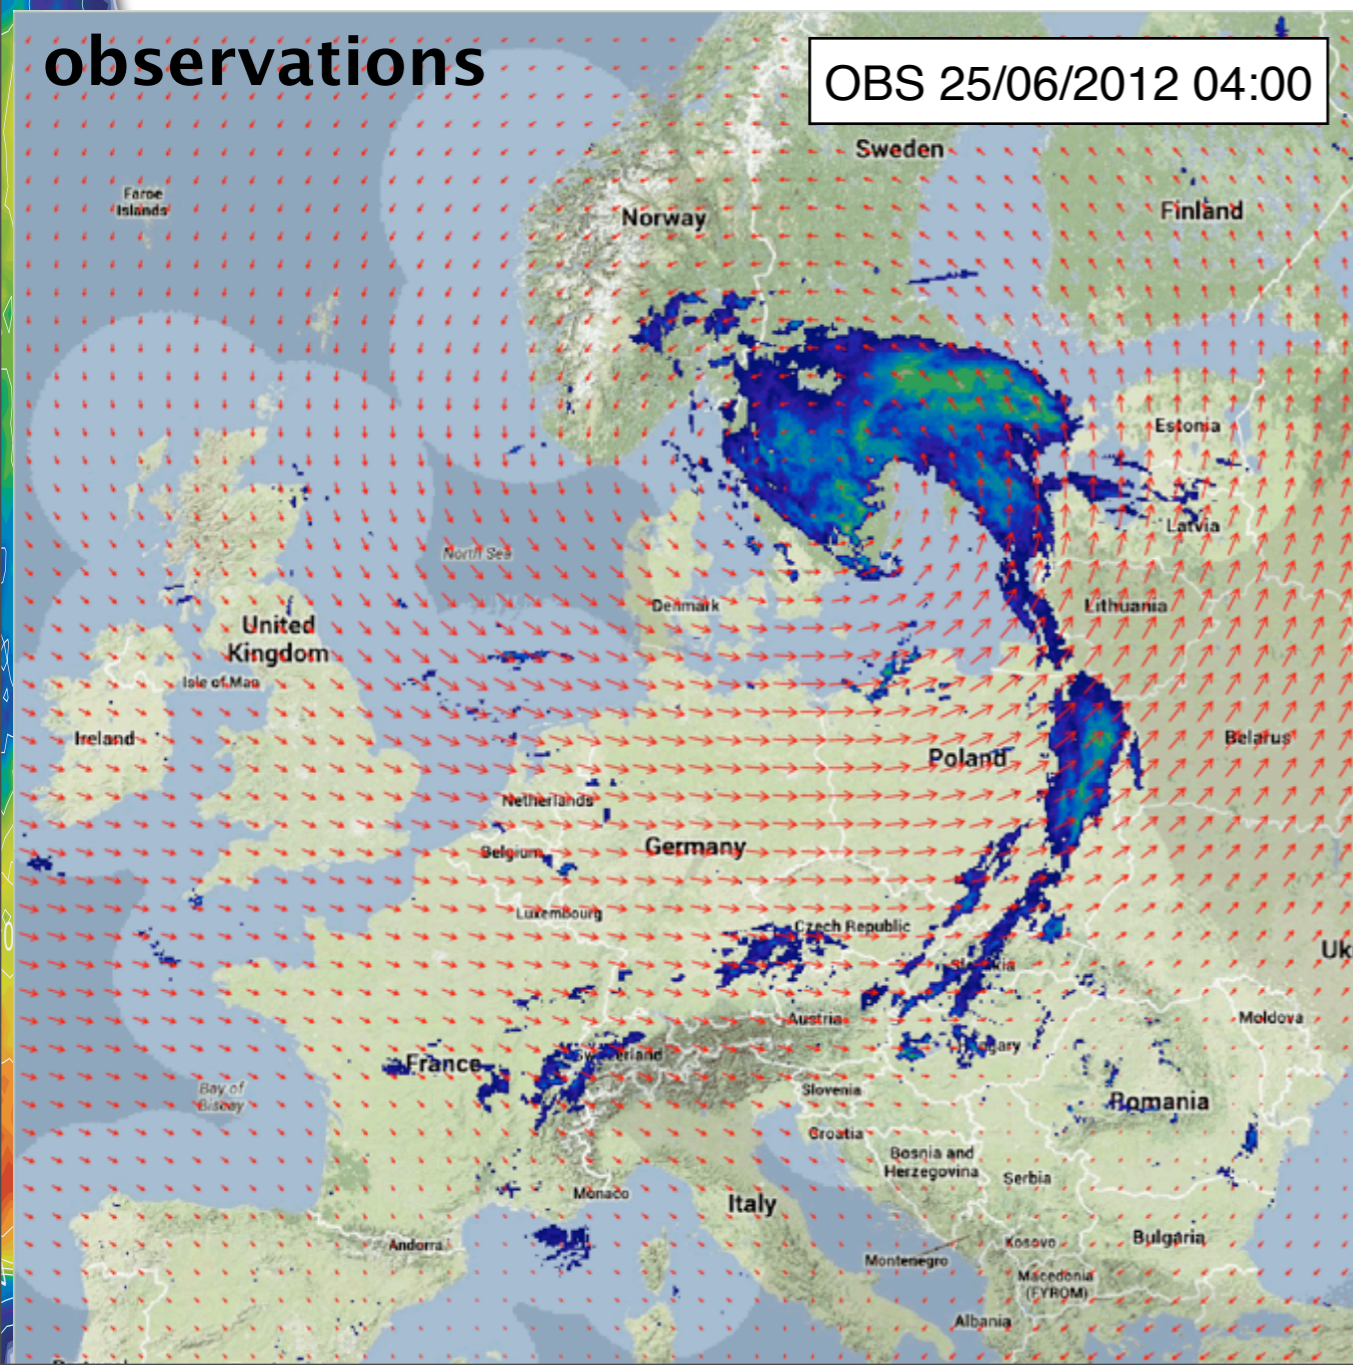 observations
OBS 25/06/2012 04:00
Sweden
Faroe
Islands
Norway
Finland
Estonia
Latvia
North Sea
Denmark
Lithuania
United
Kingdom
Isle of Man
Ireland
Belarus
Poland
Netherlands
Germany
Belgium
Luxembourg
Czech Republic
Uk
Austria
Moldova
Switzerland
Hungary
France
Bay of
Biscay
Slovenia
Romania
Croatia
Bosnia and
Herzegovina
Serbia
Monaco
Italy
Andorra
Kosovo
Bulgaria
Montenegro
Macedonia
(FYROM)
Albania